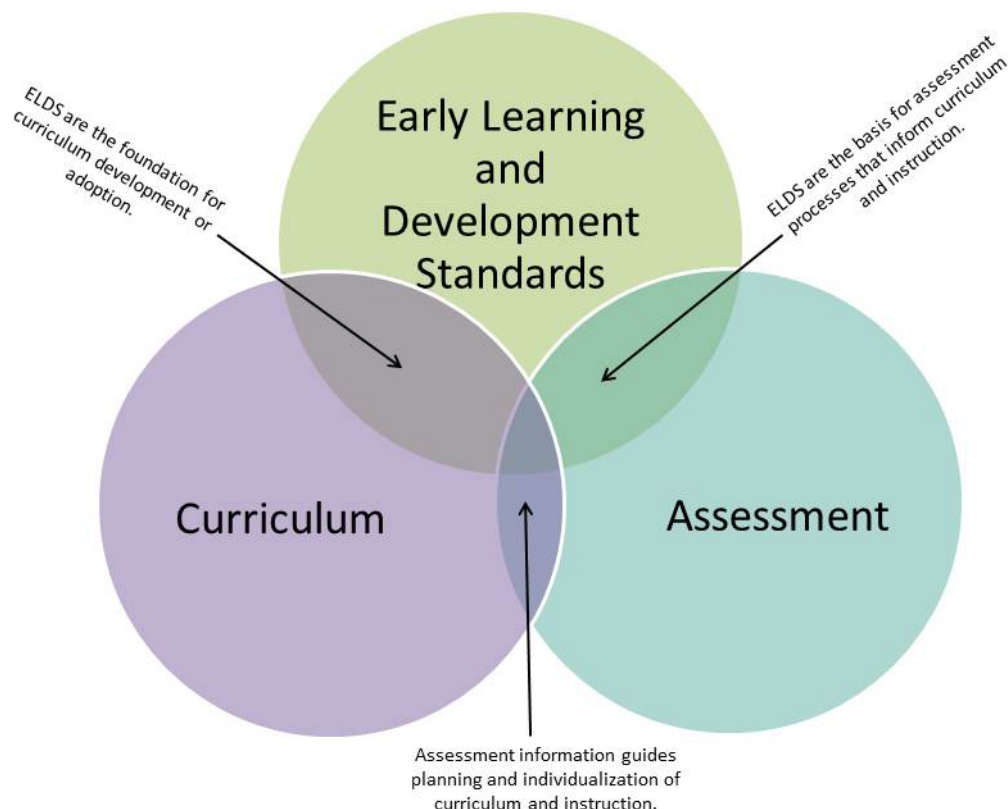 ELDS are the foundation for
curriculum development or
adoption.
Early Learning
and
Development
Standards
ELDS are the basis for assessment
processes that inform curriculum
and instruction.
Curriculum
Assessment
Assessment information guides
planning and individualization of
curriculum and instruction.